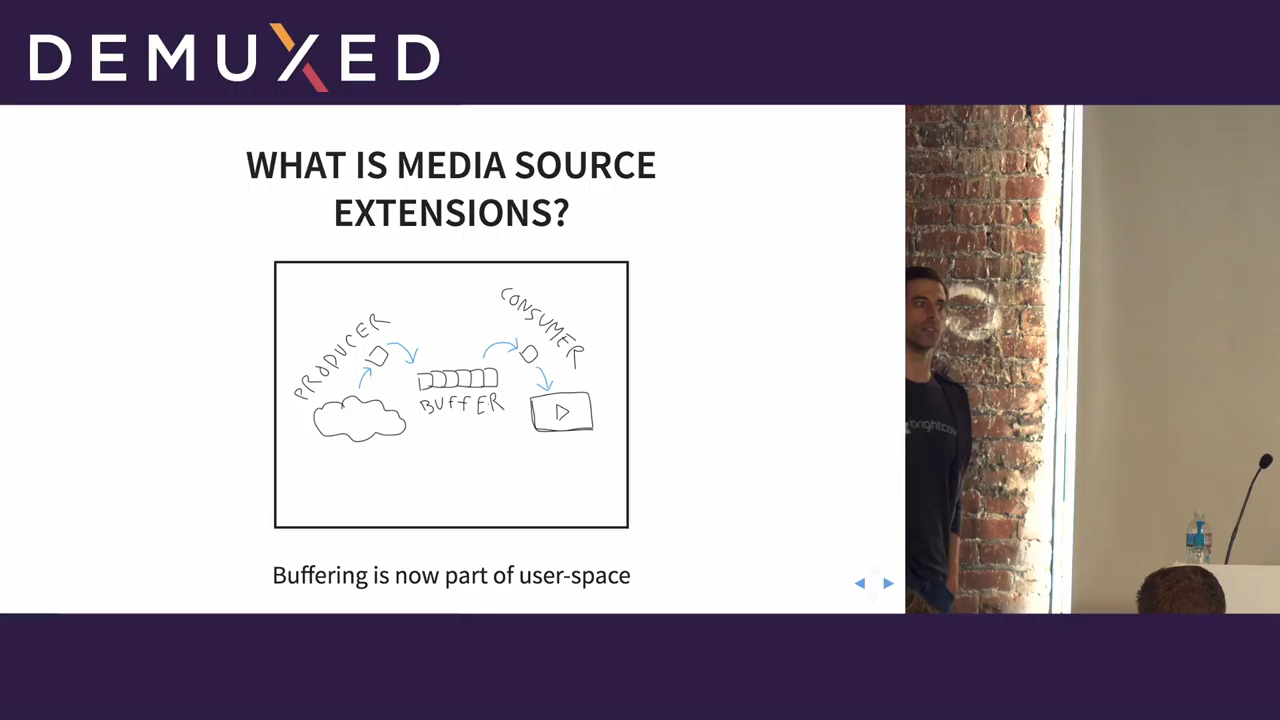 DEMUXED
WHAT IS MEDIA SOURCE
EXTENSIONS?
PRODUCER
CONSUMER
BUFFER
Buffering is now part of user-space